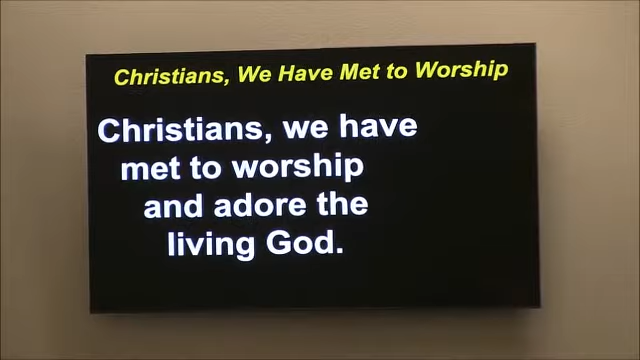 Christians, We Have Met to Worship
Christians, we have
met to worship
and adore the
living God.